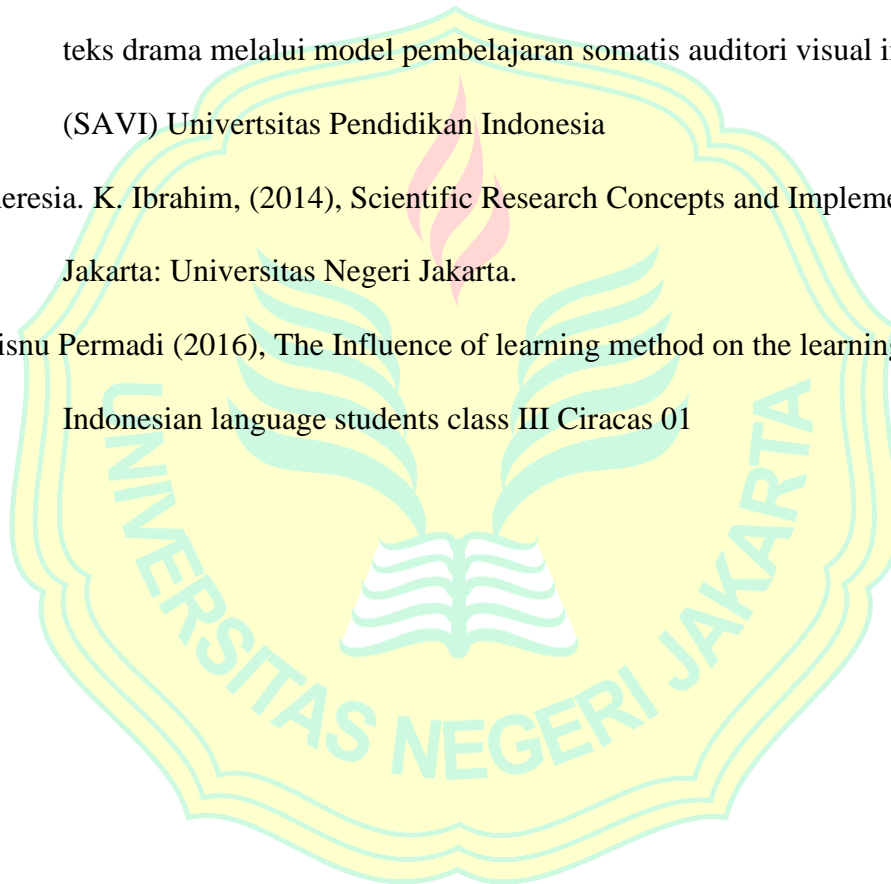 teks drama melalui model pembelajaran somatis auditori visual in
(SAVI) Univertsitas Pendidikan Indonesia
eresia. K. Ibrahim, (2014), Scientific Research Concepts and Impleme
Jakarta: Universitas Negeri Jakarta.
isnu Permadi (2016), The Influence of learning method on the learning
Indonesian language students class III Ciracas 01
UNIVERSITAS NEGERI JAKARTA